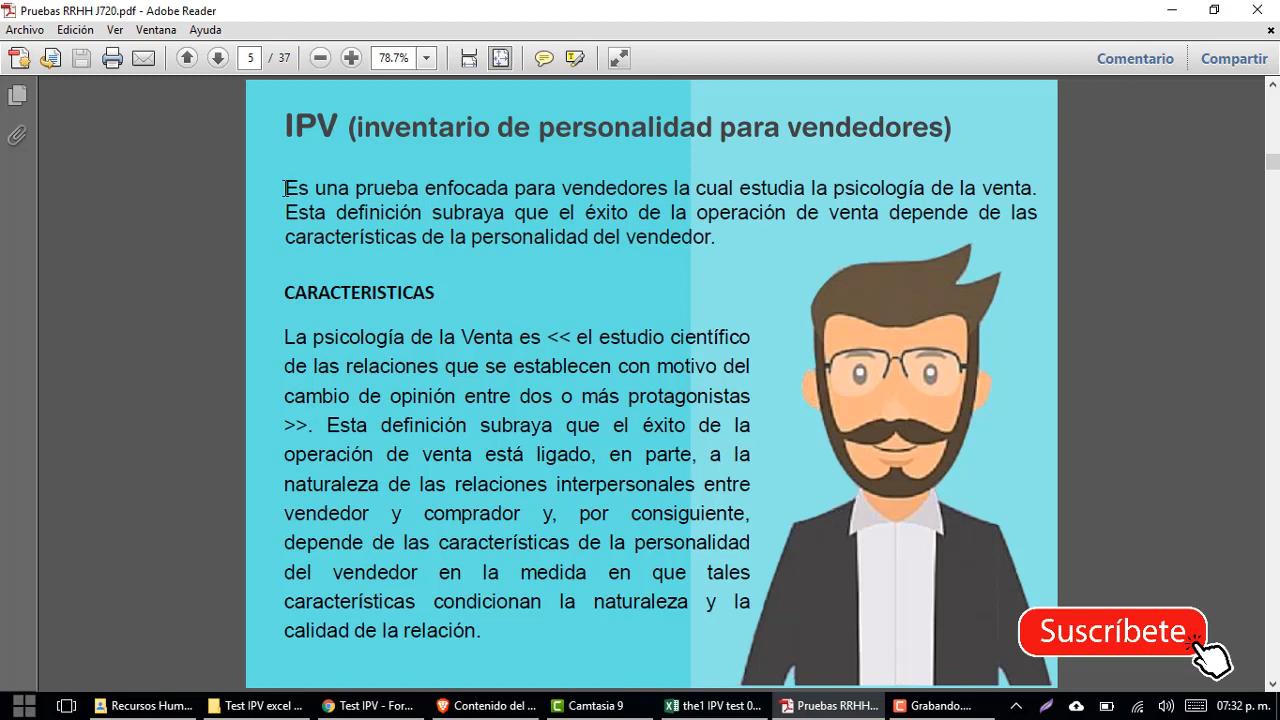 Pruebas RRHH J720.pdf - Adobe Reader
Archivo Edición Ver Ventana Ayuda
5 / 37 78.7% Comentario Compartir
IPV (inventario de personalidad para vendedores)
Es una prueba enfocada para vendedores la cual estudia la psicología de la venta.
Esta definición subraya que el éxito de la operación de venta depende de las
características de la personalidad del vendedor.
CARACTERISTICAS
La psicología de la Venta es << el estudio científico
de las relaciones que se establecen con motivo del
cambio de opinión entre dos o más protagonistas
>>. Esta definición subraya que el éxito de la
operación de venta está ligado, en parte, a la
naturaleza de las relaciones interpersonales entre
vendedor y comprador y, por consiguiente,
depende de las características de la personalidad
del vendedor en la medida en que tales
características condicionan la naturaleza y la
calidad de la relación.
Suscríbete
Recursos Hum... Test IPV excel ... Test IPV - For... Contenido del ... Camtasia 9 the1 IPV test 0... Pruebas RRHH... Grabando.... 07:32 p. m.